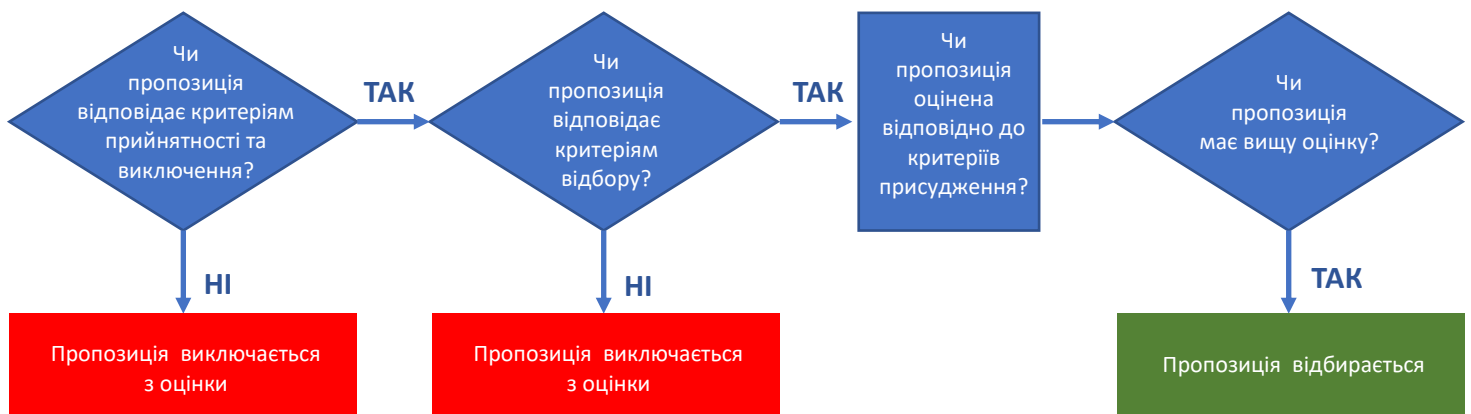 Чи
пропозиція
відповідає критеріям
прийнятності та
виключення?
ТАК
Чи
пропозиція
відповідає
критеріям
відбору?
ТАК
Чи
пропозиція
оцінена
відповідно до
критеріїв
присудження?
Чи
пропозиція
має вищу оцінку?
НІ
НІ
ТАК
Пропозиція виключається
з оцінки
Пропозиція виключається
з оцінки
Пропозиція відбирається